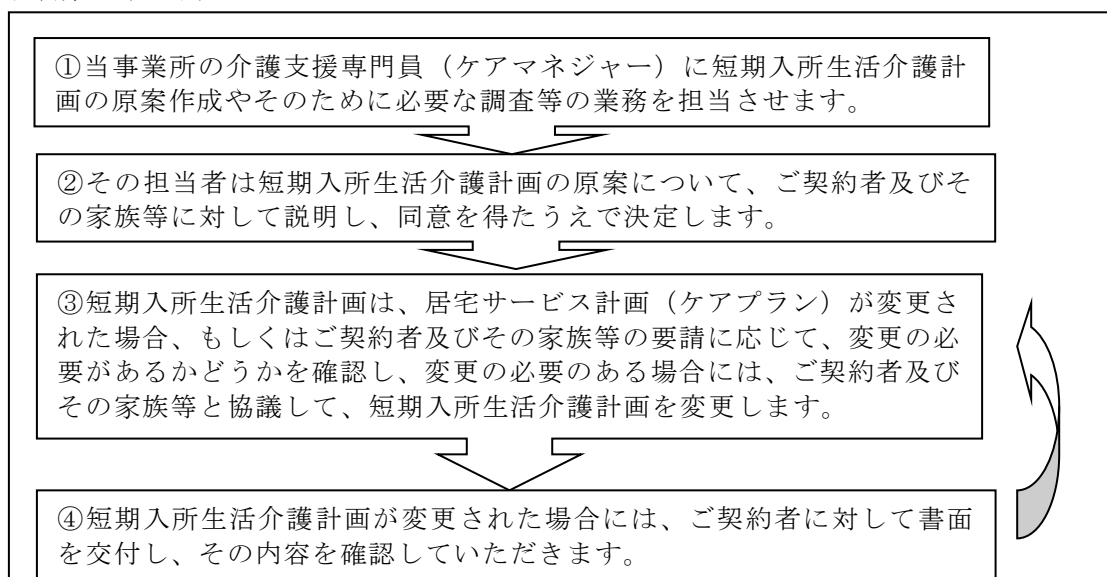 ①当事業所の介護支援専門員（ケアマネジャー）に短期入所生活介護計
画の原案作成やそのために必要な調査等の業務を担当させます。
②その担当者は短期入所生活介護計画の原案について、ご契約者及びそ
の家族等に対して説明し、同意を得たうえで決定します。
③短期入所生活介護計画は、居宅サービス計画（ケアプラン）が変更さ
れた場合、もしくはご契約者及びその家族等の要請に応じて、変更の必
要があるかどうかを確認し、変更の必要のある場合には、ご契約者及び
その家族等と協議して、短期入所生活介護計画を変更します。
④短期入所生活介護計画が変更された場合には、ご契約者に対して書面
を交付し、その内容を確認していただきます。